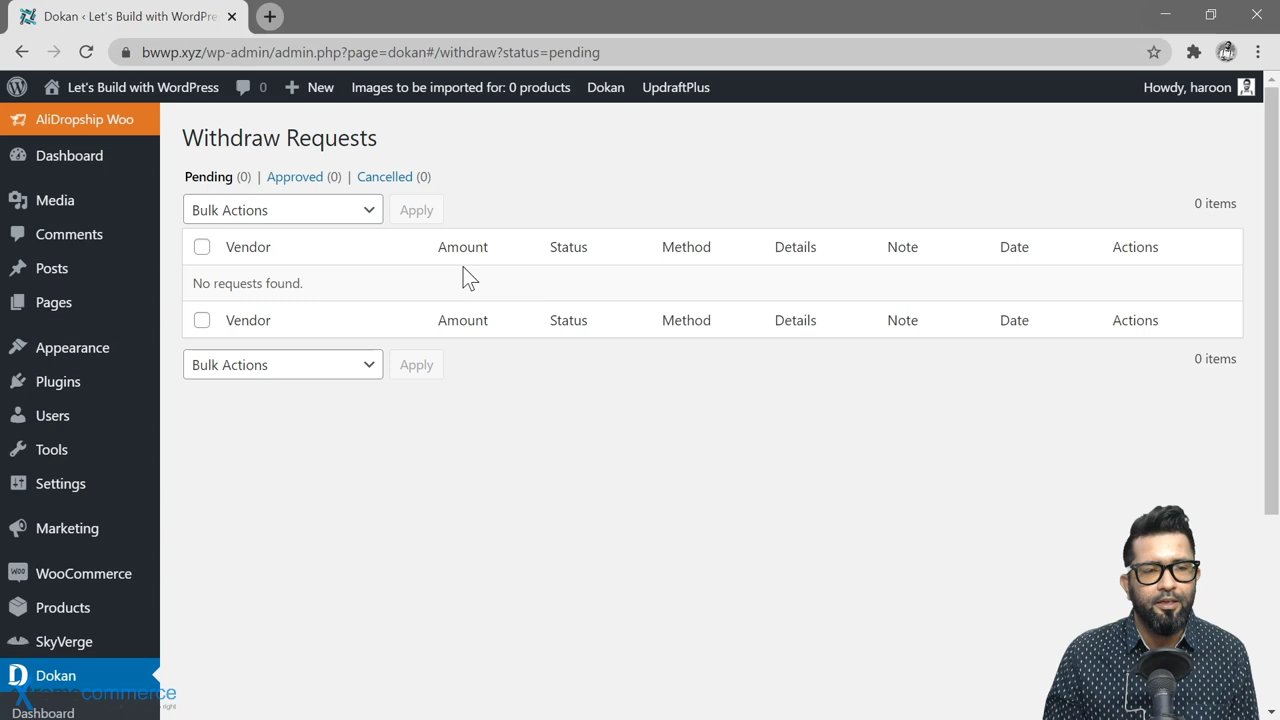 Dokan ‹ Let's Build with WordPre
bwwp.xyz/wp-admin/admin.php?page=dokan#/withdraw?status=pending
Let's Build with WordPress 0 New Images to be imported for: 0 products Dokan UpdraftPlus Howdy, haroon
AliDropship Woo
Dashboard
Media
Comments
Posts
Pages
Appearance
Plugins
Users
Tools
Settings
Marketing
WooCommerce
Products
SkyVerge
Dokan
Dashboard
Withdraw Requests
Pending (0) | Approved (0) | Cancelled (0)
Bulk Actions Apply 0 items
Vendor Amount Status Method Details Note Date Actions
No requests found.
Vendor Amount Status Method Details Note Date Actions
Bulk Actions Apply 0 items